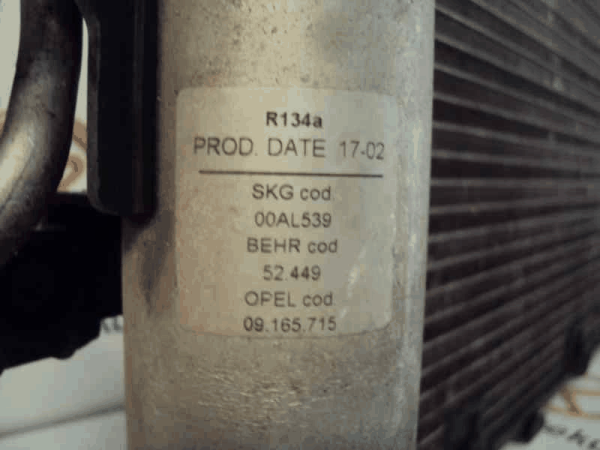 R134a
PROD. DATE 17-02
SKG cod
00AL539
BEHR cod
52.449
OPEL cod
09.165.715